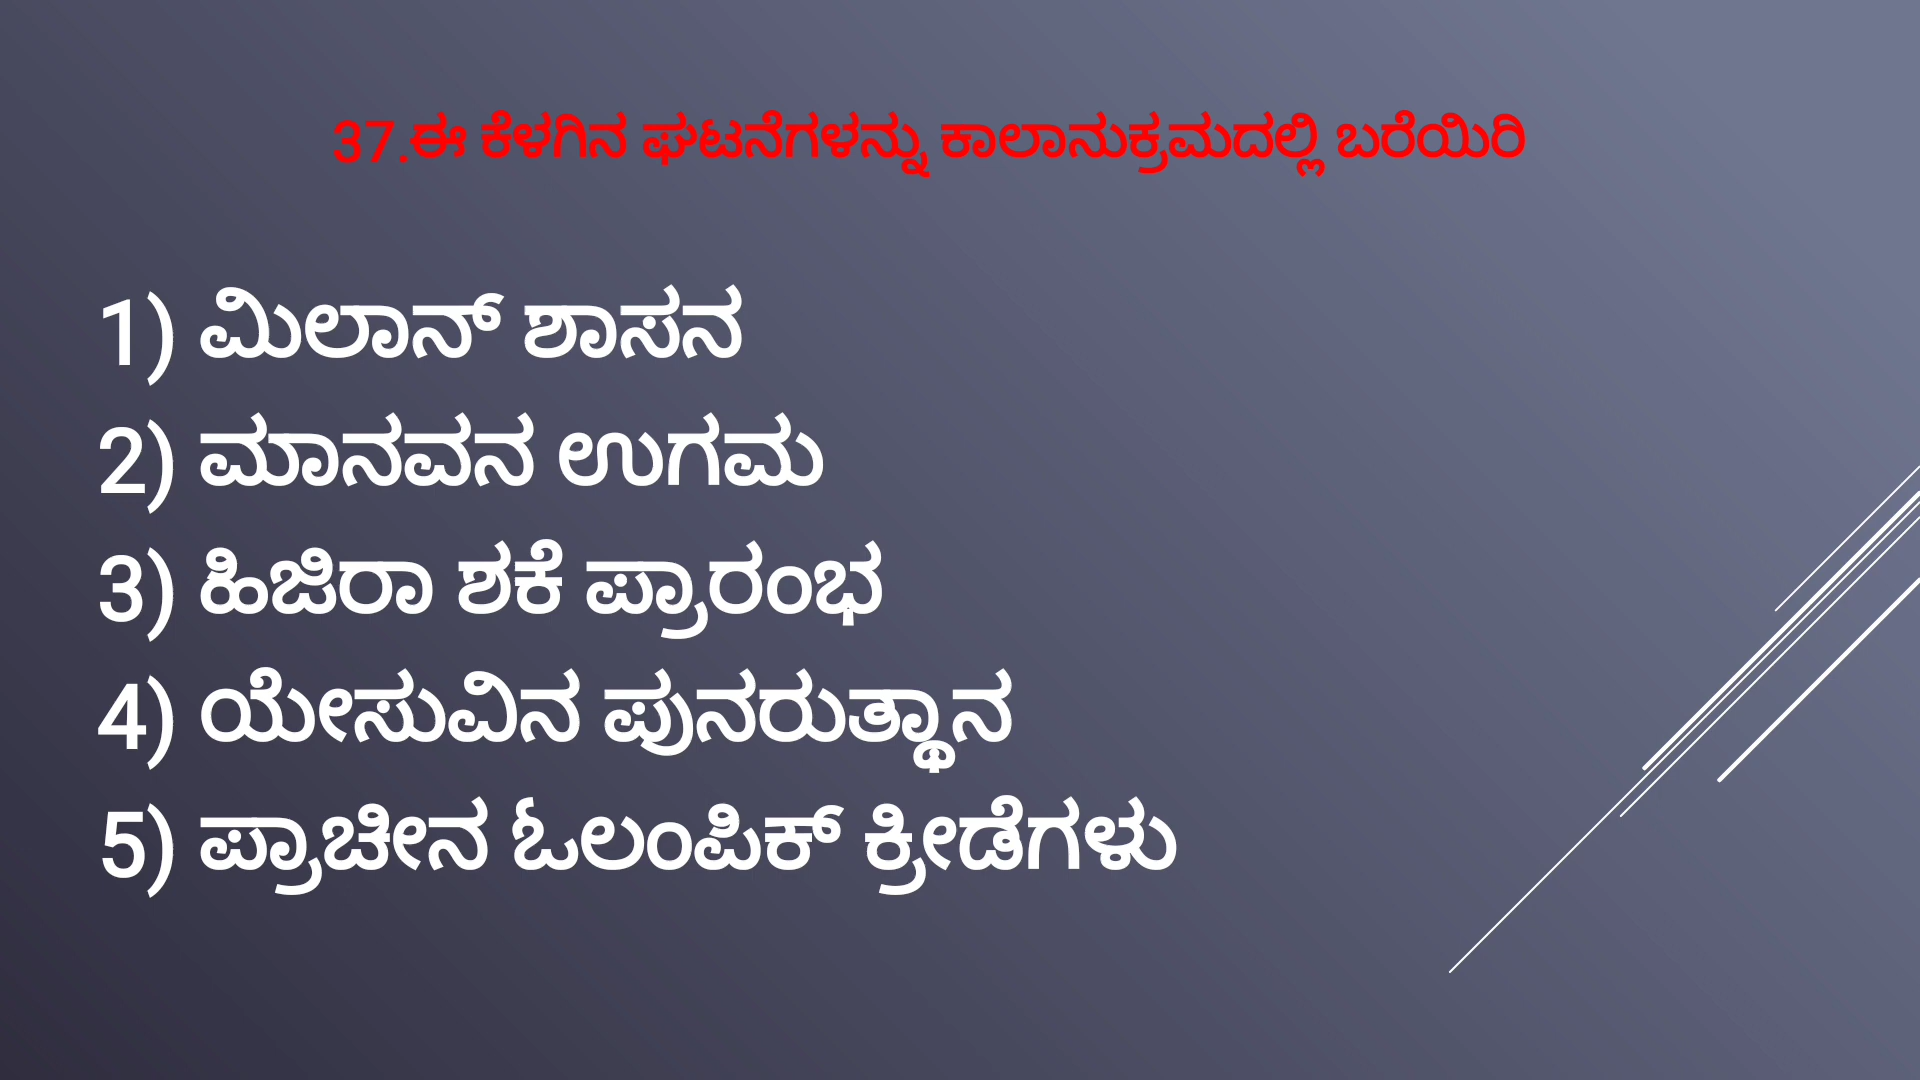 37.ಈ ಕೆಳಗಿನ ಘಟನೆಗಳನ್ನು ಕಾಲಾನುಕ್ರಮದಲ್ಲಿ ಬರೆಯಿರಿ
1) ಮಿಲಾನ್ ಶಾಸನ
2) ಮಾನವನ ಉಗಮ
3) ಹಿಜಿರಾ ಶಕೆ ಪ್ರಾರಂಭ
4) ಯೇಸುವಿನ ಪುನರುತ್ಥಾನ
5) ಪ್ರಾಚೀನ ಓಲಂಪಿಕ್ ಕ್ರೀಡೆಗಳು